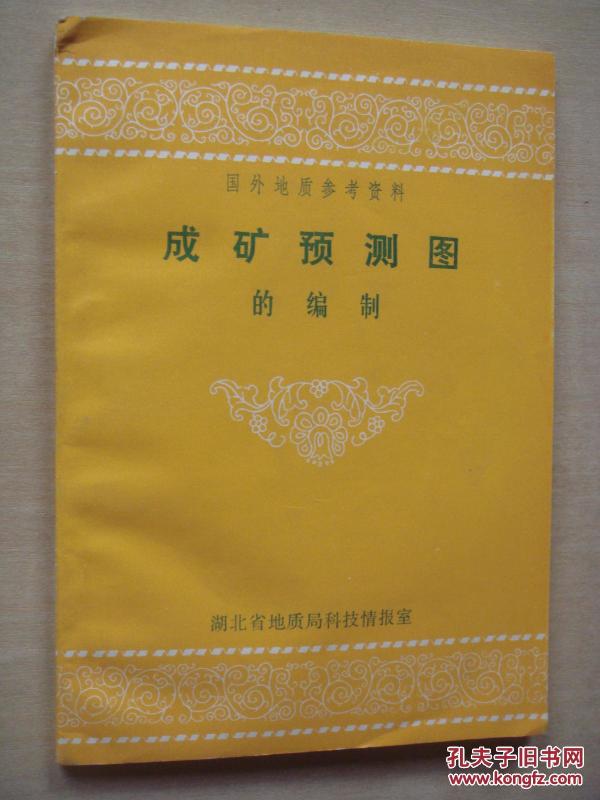 国外地质参考资料
成矿预测图
的编制
湖北省地质局科技情报室
孔夫子旧书网
www.kongfz.com